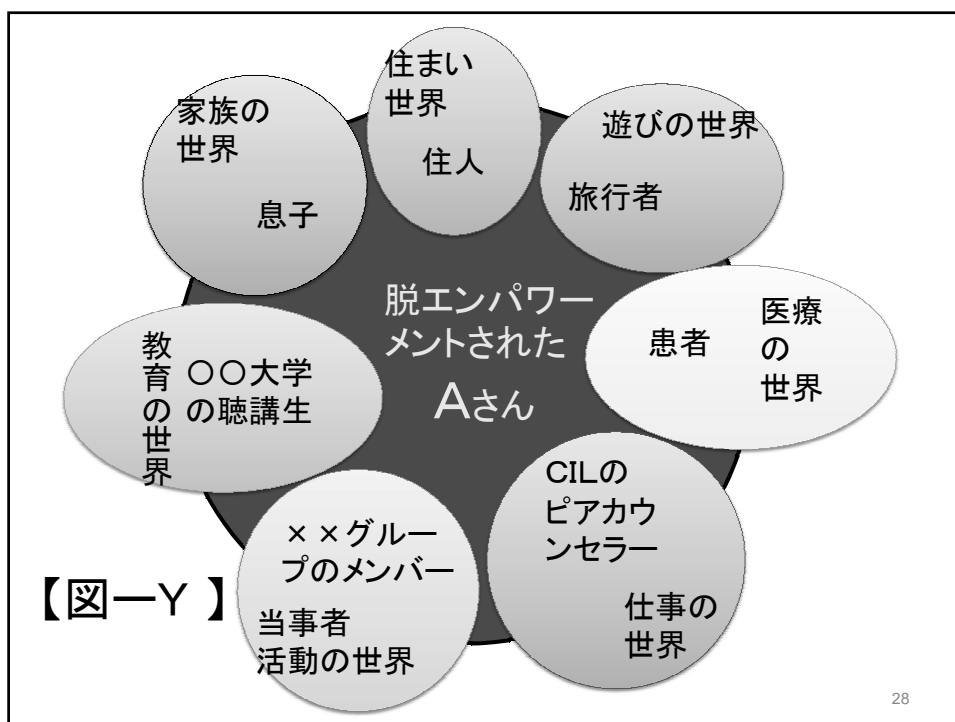 住まい
世界
住人
家族の
世界
息子
遊びの世界
旅行者
脱エンパワー
メントされた
Aさん
患者
医療
の
世界
教育の世界
〇〇大学
の聴講生
CILの
ピアカウ
ンセラー
仕事の
世界
××グルー
プのメンバー
当事者
活動の世界
【図ーY 】
28